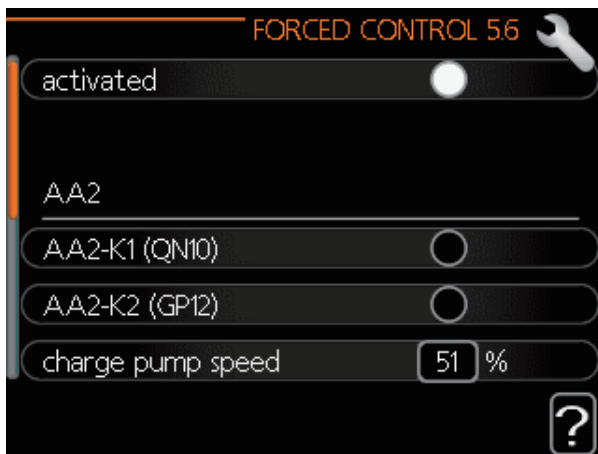 FORCED CONTROL 5.6
activated
AA2
AA2-K1 (QN10)
AA2-K2 (GP12)
charge pump speed 51 %
?